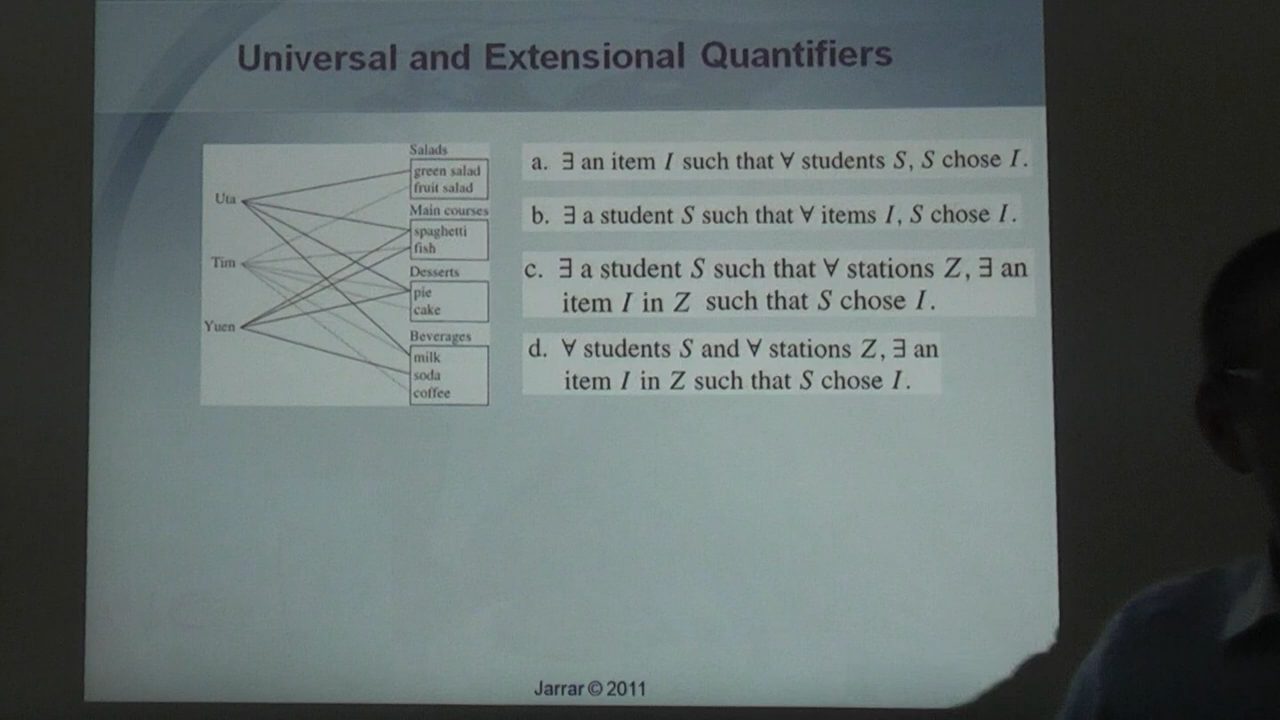 Universal and Extensional Quantifiers
Salads
green salad
fruit salad
Main courses
spaghetti
fish
Desserts
pie
cake
Beverages
milk
soda
coffee
Uta
Tim
Yuen
a. ∃ an item I such that ∀ students S, S chose I.
b. ∃ a student S such that ∀ items I, S chose I.
c. ∃ a student S such that ∀ stations Z, ∃ an
item I in Z such that S chose I.
d. ∀ students S and ∀ stations Z, ∃ an
item I in Z such that S chose I.
Jarrar © 2011